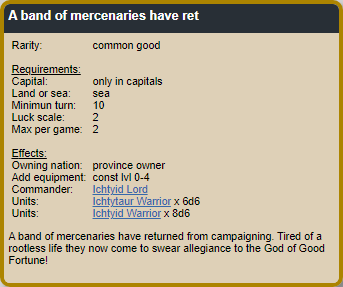 A band of mercenaries have ret
Rarity: common good
Requirements:
Capital: only in capitals
Land or sea: sea
Minimun turn: 10
Luck scale: 2
Max per game: 2
Effects:
Owning nation: province owner
Add equipment: const lvl 0-4
Commander: Ichtyid Lord
Units: Ichtytaur Warrior x 6d6
Units: Ichtyid Warrior x 8d6
A band of mercenaries have returned from campaigning. Tired of a
rootless life they now come to swear allegiance to the God of Good
Fortune!